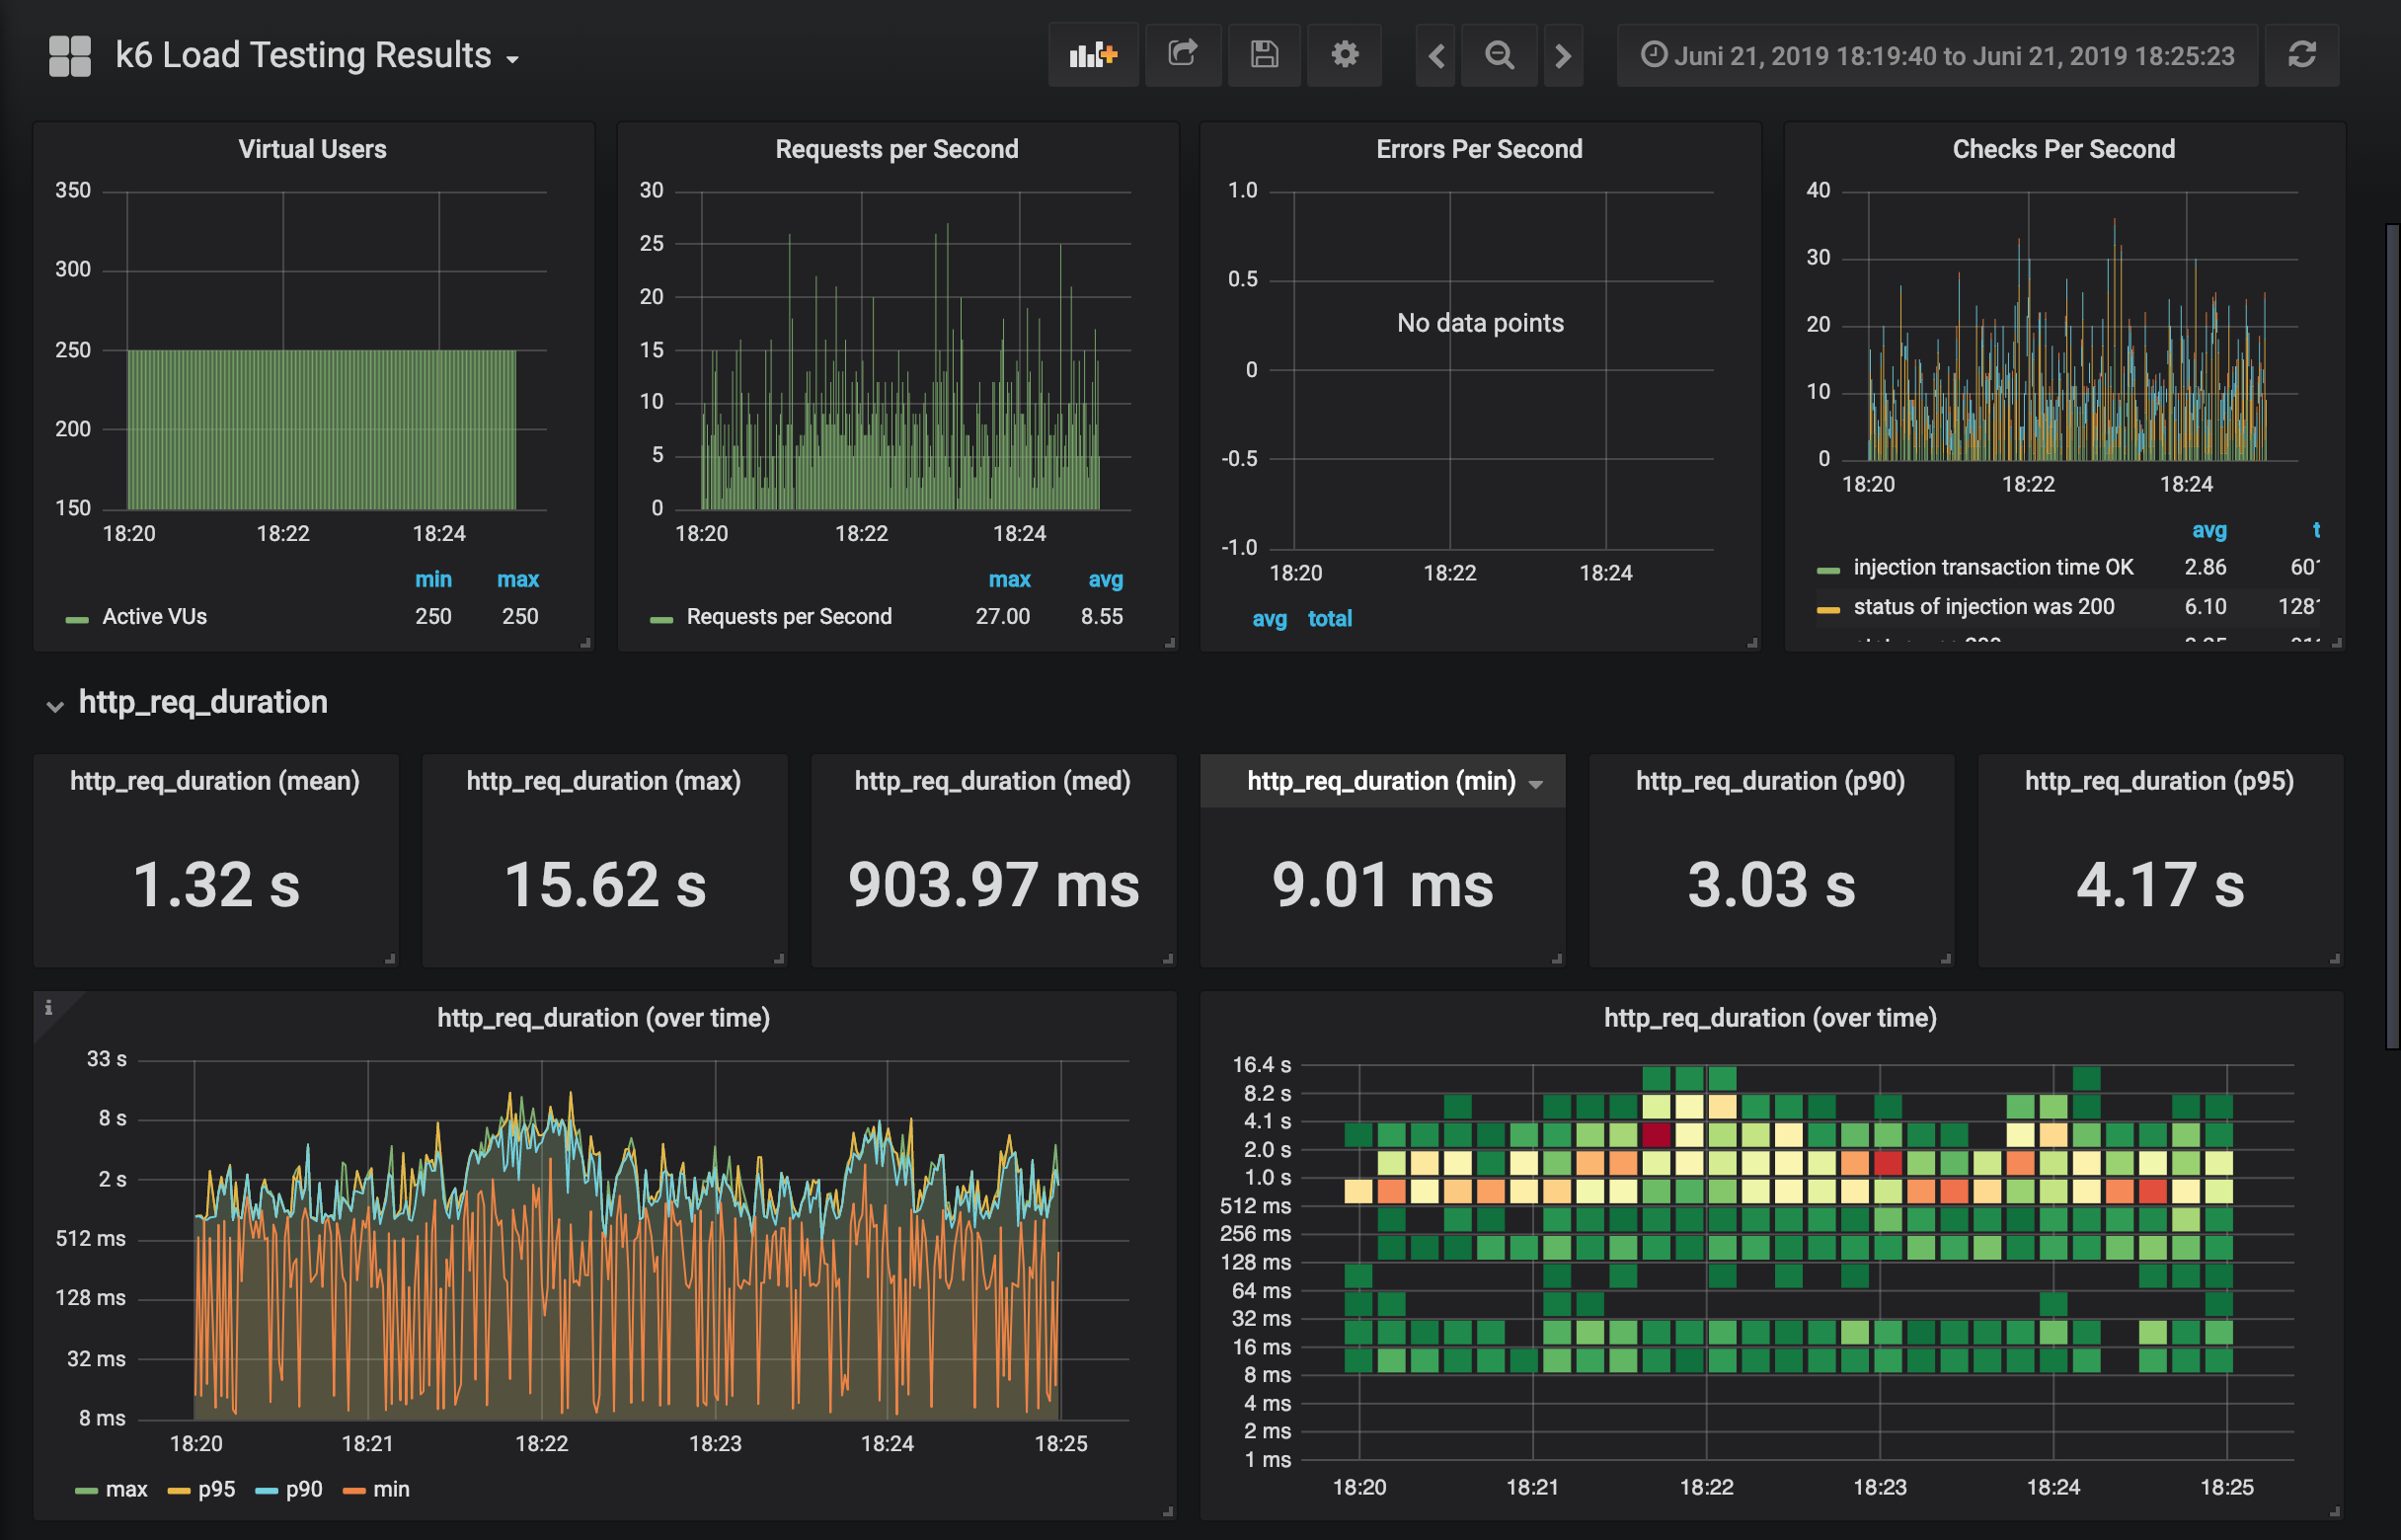 k6 Load Testing Results
Juni 21, 2019 18:19:40 to Juni 21, 2019 18:25:23
Virtual Users
350
300
250
200
150
18:20 18:22 18:24
min max
Active VUs 250 250
Requests per Second
30
25
20
15
10
5
0
18:20 18:22 18:24
max avg
Requests per Second 27.00 8.55
Errors Per Second
1.0
0.5
0
-0.5
-1.0
No data points
18:20 18:22 18:24
avg total
Checks Per Second
40
30
20
10
0
18:20 18:22 18:24
avg t
injection transaction time OK 2.86 601
status of injection was 200 6.10 1281
http_req_duration
http_req_duration (mean)
1.32 s
http_req_duration (max)
15.62 s
http_req_duration (med)
903.97 ms
http_req_duration (min)
9.01 ms
http_req_duration (p90)
3.03 s
http_req_duration (p95)
4.17 s
i
http_req_duration (over time)
33 s
8 s
2 s
512 ms
128 ms
32 ms
8 ms
18:20 18:21 18:22 18:23 18:24 18:25
max p95 p90 min
http_req_duration (over time)
16.4 s
8.2 s
4.1 s
2.0 s
1.0 s
512 ms
256 ms
128 ms
64 ms
32 ms
16 ms
8 ms
4 ms
2 ms
1 ms
18:20 18:21 18:22 18:23 18:24 18:25